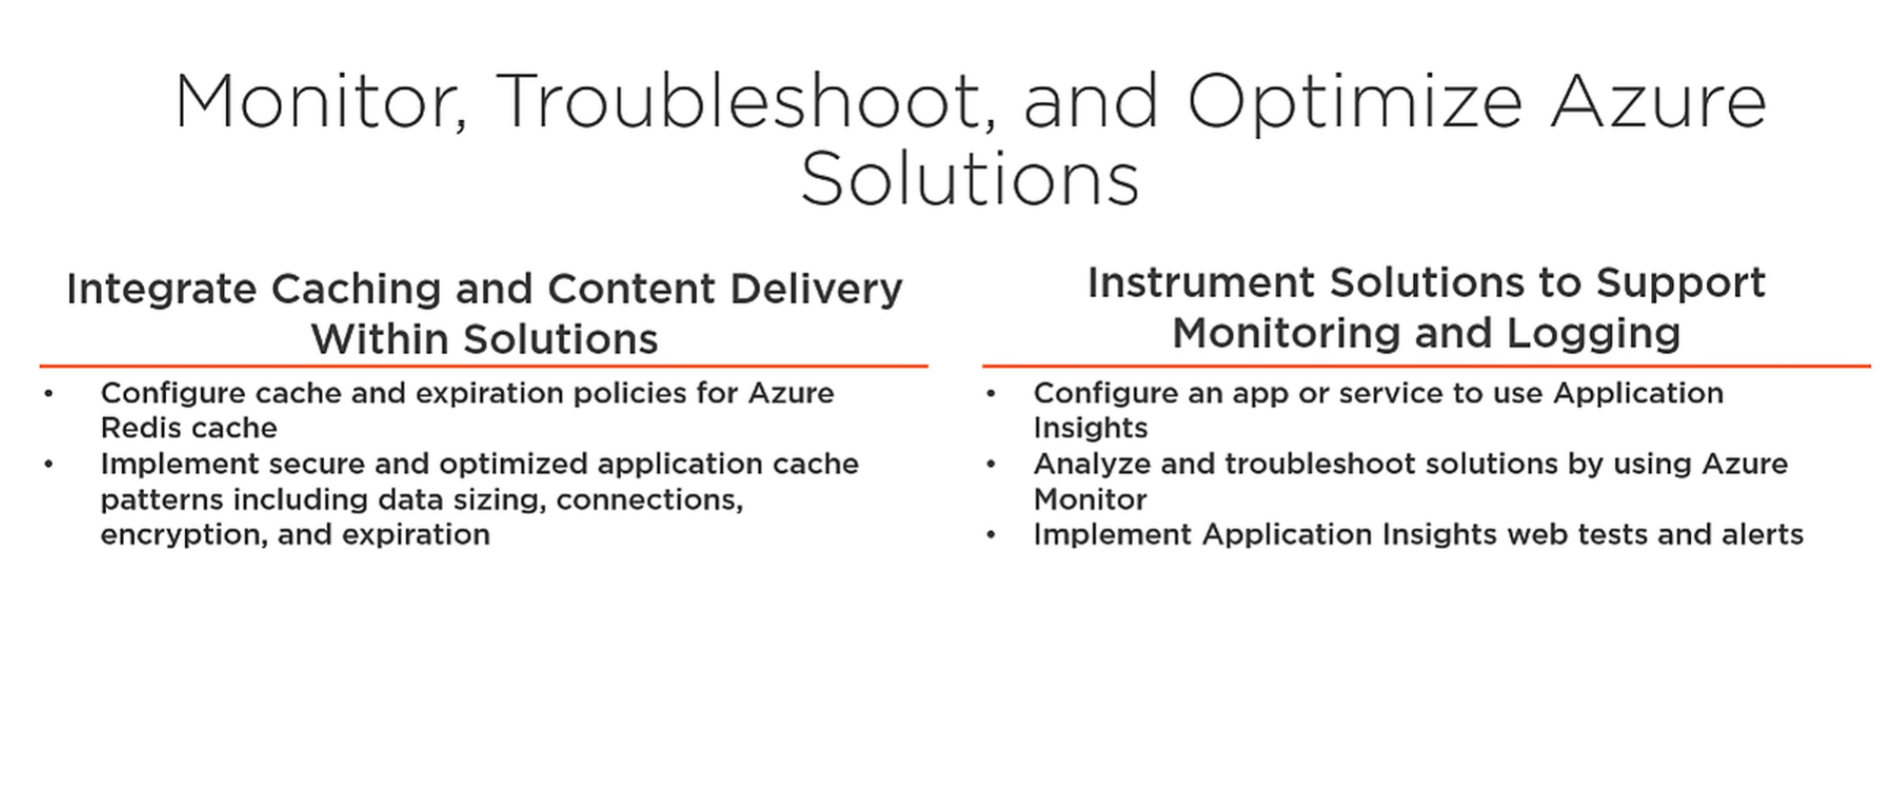 Monitor, Troubleshoot, and Optimize Azure
Solutions
Integrate Caching and Content Delivery
Within Solutions
• Configure cache and expiration policies for Azure
Redis cache
• Implement secure and optimized application cache
patterns including data sizing, connections,
encryption, and expiration
Instrument Solutions to Support
Monitoring and Logging
• Configure an app or service to use Application
Insights
• Analyze and troubleshoot solutions by using Azure
Monitor
• Implement Application Insights web tests and alerts